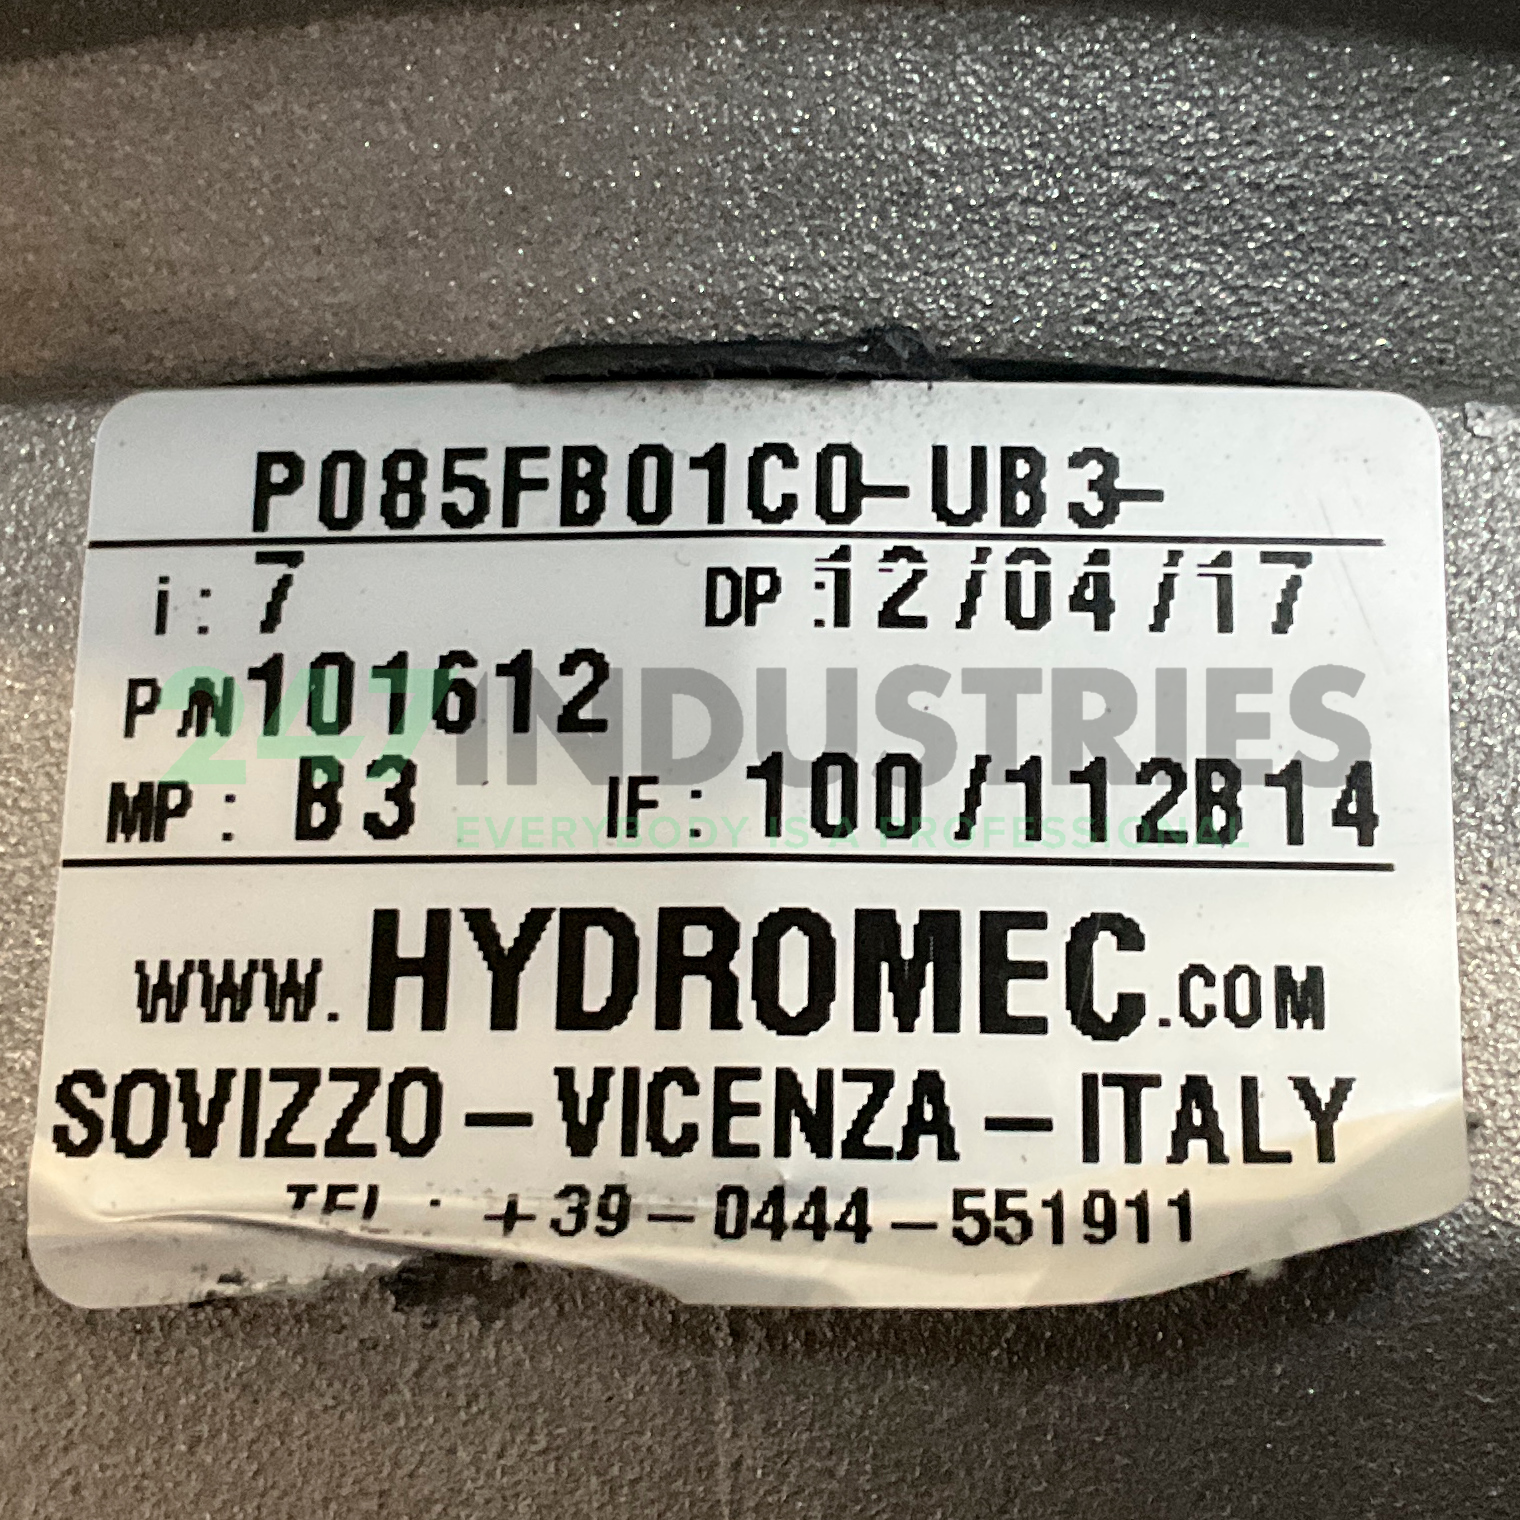 P085FB01C0-UB3-
i: 7 DP:12/04/17
P/N 101612
247INDUSTRIES
MP: B3 IF: 100/112B14
EVERYBODY IS A PROFESSIONAL
www.HYDROMEC.COM
SOVIZZO-VICENZA-ITALY
TEL.: +39-0444-551911